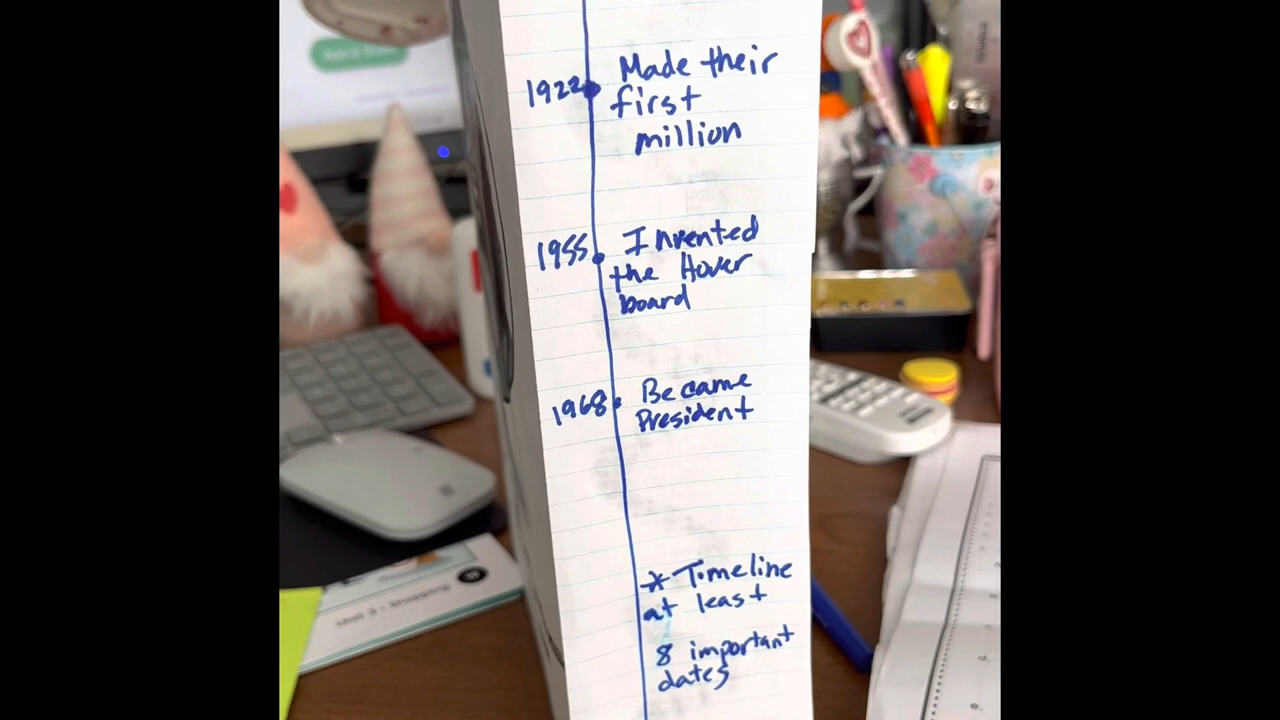 1922 Made their
first
million
1955 Invented
the Hover
board
1968 Became
President
* Timeline
at least
8 important
dates